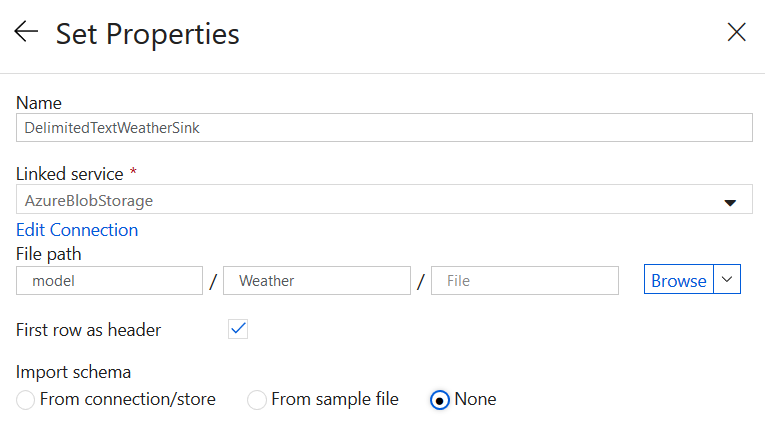 Set Properties
Name
DelimitedTextWeatherSink
Linked service *
AzureBlobStorage
Edit Connection
File path
model / Weather / File Browse
First row as header
Import schema
From connection/store From sample file None